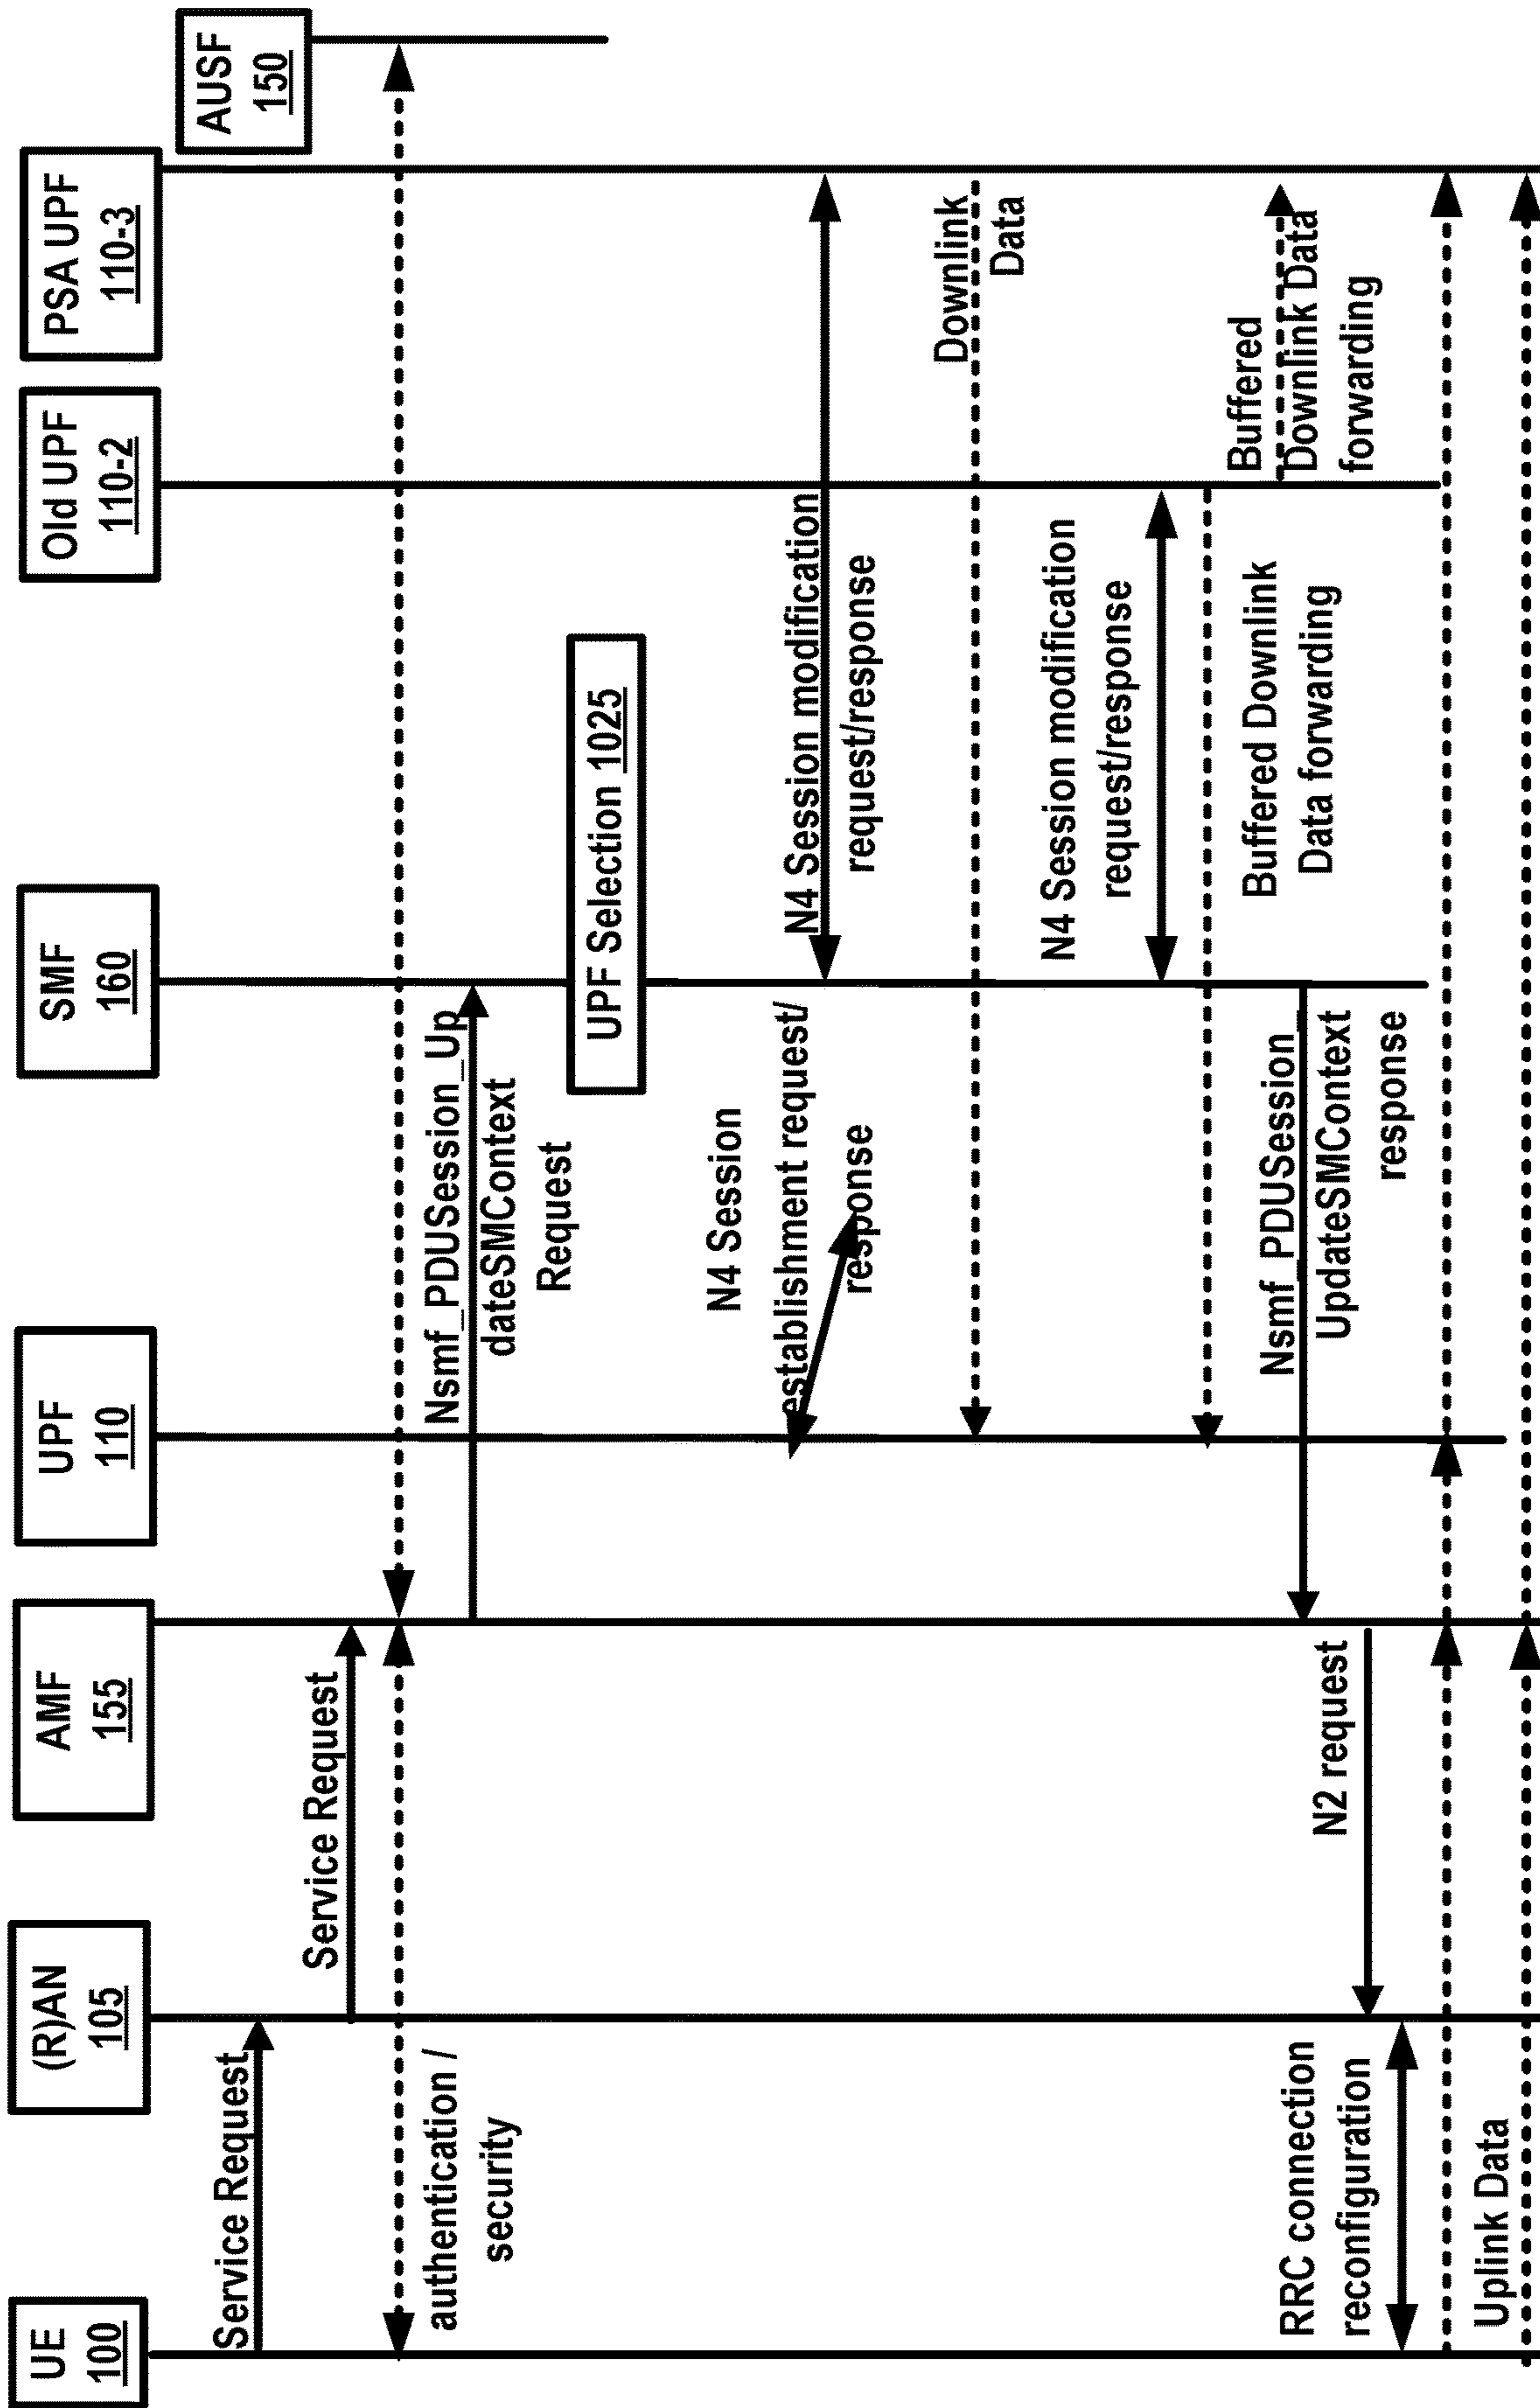 UE
100
(R)AN
105
AMF
155
UPF
110
SMF
160
Old UPF
110-2
PSA UPF
110-3
AUSF
150
Service Request
Service Request
authentication /
security
Nsmf_PDUSession_Up
dateSMContext
Request
UPF Selection 1025
N4 Session
establishment request/
response
N4 Session modification
request/response
Downlink
Data
N4 Session modification
request/response
Buffered Downlink
Data forwarding
Buffered
Downlink Data
forwarding
Nsmf_PDUSession_
UpdateSMContext
response
N2 request
RRC connection
reconfiguration
Uplink Data